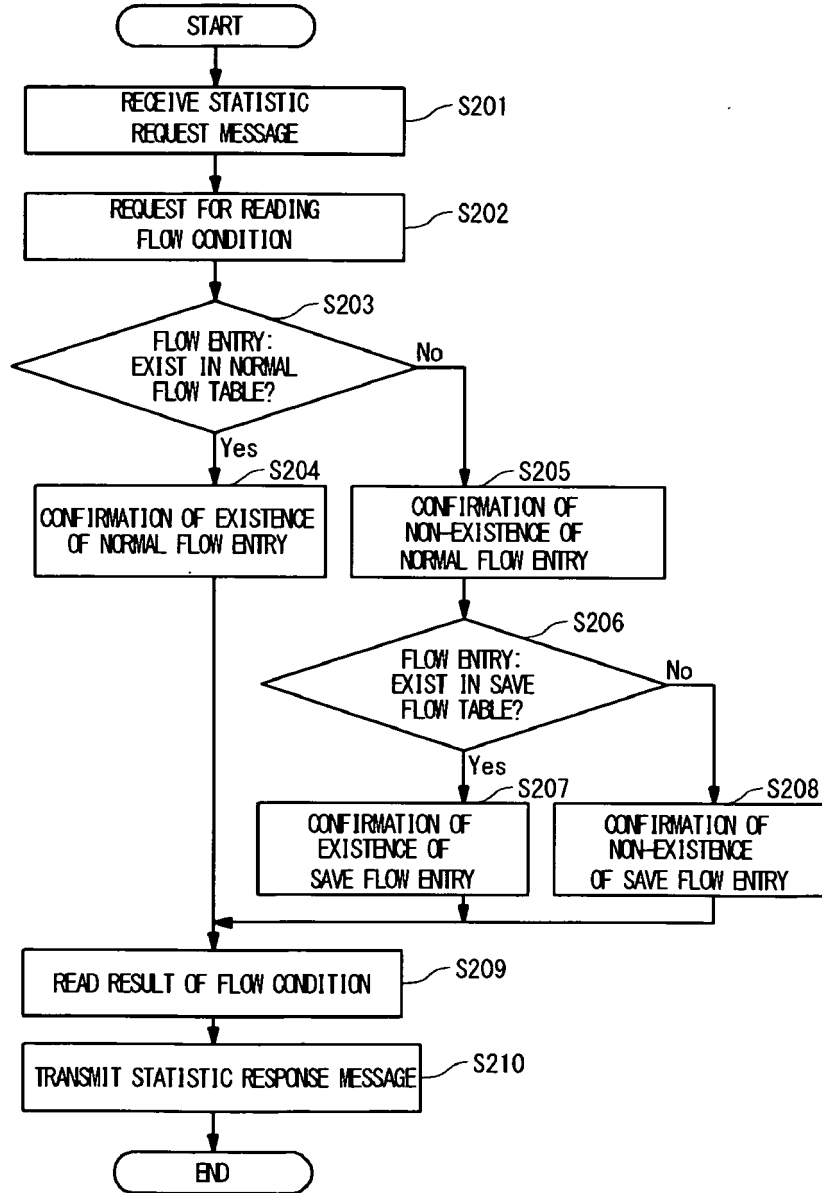 START
RECEIVE STATISTIC
REQUEST MESSAGE
S201
REQUEST FOR READING
FLOW CONDITION
S202
S203
FLOW ENTRY:
EXIST IN NORMAL
FLOW TABLE?
No
Yes
S204
CONFIRMATION OF EXISTENCE
OF NORMAL FLOW ENTRY
S205
CONFIRMATION OF
NON-EXISTENCE OF
NORMAL FLOW ENTRY
S206
FLOW ENTRY:
EXIST IN SAVE
FLOW TABLE?
No
Yes
S207
CONFIRMATION OF
EXISTENCE OF
SAVE FLOW ENTRY
S208
CONFIRMATION OF
NON-EXISTENCE
OF SAVE FLOW ENTRY
READ RESULT OF FLOW CONDITION
S209
TRANSMIT STATISTIC RESPONSE MESSAGE
S210
END